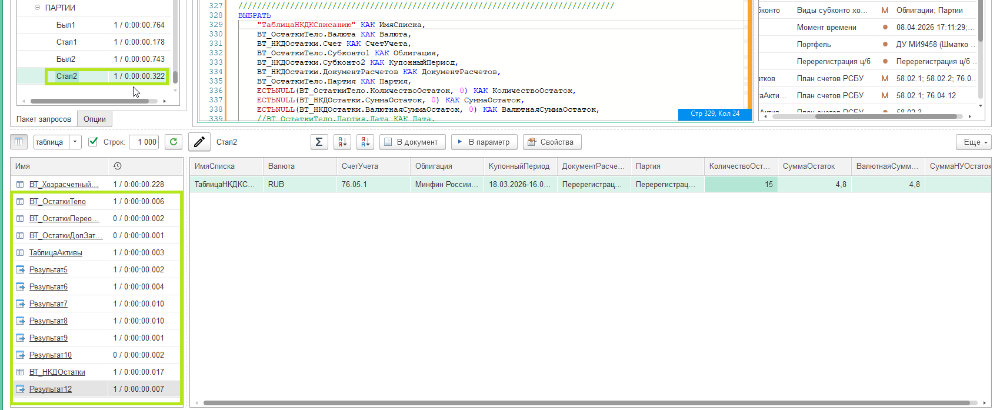 ПАРТИИ
Был1 1 / 0:00:00.764
Стал1 1 / 0:00:00.178
Был2 1 / 0:00:00.743
Стал2 1 / 0:00:00.322
Пакет запросов Опции
327 ////////////////////////////////////////////////////////////////////////////////
328 ВЫБРАТЬ
329 "ТаблицаНКДКСписанию" КАК ИмяСписка,
330 ВТ_ОстаткиТело.Валюта КАК Валюта,
331 ВТ_НКДОстатки.Счет КАК СчетУчета,
332 ВТ_ОстаткиТело.Субконто1 КАК Облигация,
333 ВТ_НКДОстатки.Субконто2 КАК КупонныйПериод,
334 ВТ_НКДОстатки.ДокументРасчетов КАК ДокументРасчетов,
335 ВТ_ОстаткиТело.Партия КАК Партия,
336 ЕСТЬNULL(ВТ_ОстаткиТело.КоличествоОстаток, 0) КАК КоличествоОстаток,
337 ЕСТЬNULL(ВТ_НКДОстатки.СуммаОстаток, 0) КАК СуммаОстаток,
338 ЕСТЬNULL(ВТ_НКДОстатки.ВалютнаяСуммаОстаток, 0) КАК ВалютнаяСуммаОстаток,
339 //ВТ_ОстаткиТело.Партия.Дата КАК Дата,
Стр 329, Кол 24
бконто Виды субконто хо... М Облигации; Партии
Момент времени 08.04.2026 17:11:29;...
Портфель ДУ МИ9458 (Шматко ...
Перерегистрация ц/б Перерегистрация ц/б ...
атков План счетов РСБУ М 58.02.1; 58.02.2; 76.0...
аАкти... План счетов РСБУ М 58.02.1; 76.04.12
План счетов РСБУ 58.02.3
таблица Строк: 1 000 Стал2 Σ В документ В параметр Свойства Еще
Имя
ВТ_Хозрасчетный... 1 / 0:00:00.228
ВТ_ОстаткиТело 1 / 0:00:00.006
ВТ_ОстаткиПерео... 0 / 0:00:00.002
ВТ_ОстаткиДопЗат... 0 / 0:00:00.001
ТаблицаАктивы 1 / 0:00:00.003
Результат5 1 / 0:00:00.002
Результат6 1 / 0:00:00.004
Результат7 1 / 0:00:00.010
Результат8 1 / 0:00:00.010
Результат9 1 / 0:00:00.001
Результат10 0 / 0:00:00.002
ВТ_НКДОстатки 1 / 0:00:00.017
Результат12 1 / 0:00:00.007
ИмяСписка Валюта СчетУчета Облигация КупонныйПериод ДокументРасче... Партия КоличествоОст... СуммаОстаток ВалютнаяСумм... СуммаНУОстаток
ТаблицаНКДКС... RUB 76.05.1 Минфин России... 18.03.2026-16.0... Перерегистрац... Перерегистрац... 15 4,8 4,8